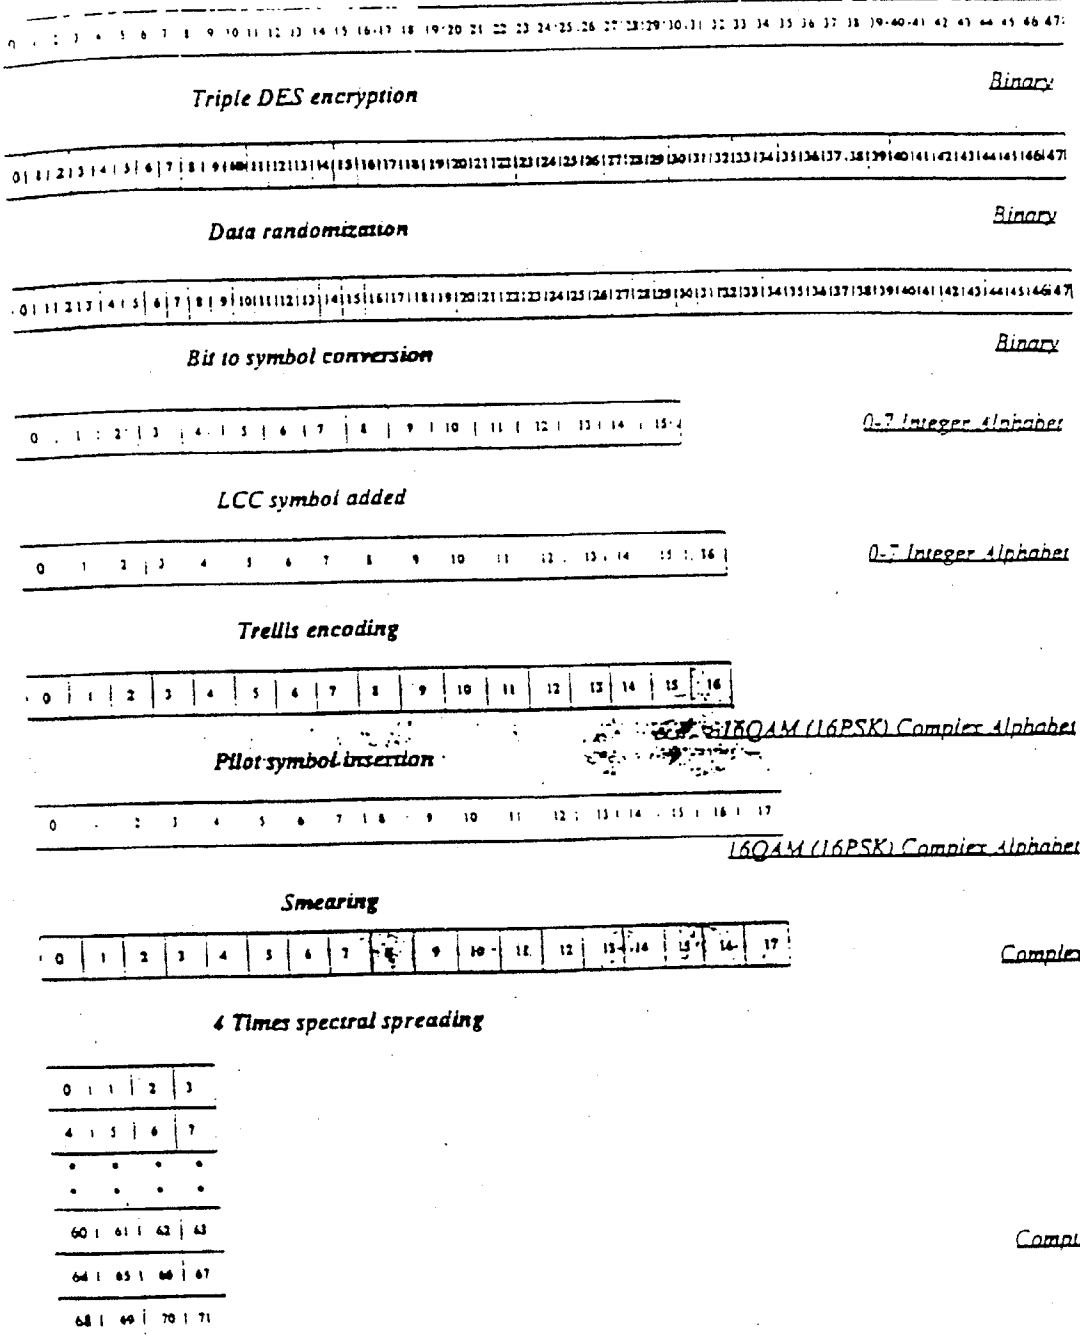 0 1 2 3 4 5 6 7 8 9 10 11 12 13 14 15 16 17 18 19 20 21 22 23 24 25 26 27 28 29 30 31 32 33 34 35 36 37 38 39 40 41 42 43 44 45 46 47
Binary
Triple DES encryption
0 1 2 3 4 5 6 7 8 9 10 11 12 13 14 15 16 17 18 19 20 21 22 23 24 25 26 27 28 29 30 31 32 33 34 35 36 37 38 39 40 41 42 43 44 45 46 47
Binary
Data randomization
0 1 2 3 4 5 6 7 8 9 10 11 12 13 14 15 16 17 18 19 20 21 22 23 24 25 26 27 28 29 30 31 32 33 34 35 36 37 38 39 40 41 42 43 44 45 46 47
Binary
Bit to symbol conversion
0 1 2 3 4 5 6 7 8 9 10 11 12 13 14 15
0-7 Integer Alphabet
LCC symbol added
0 1 2 3 4 5 6 7 8 9 10 11 12 13 14 15 16
0-7 Integer Alphabet
Trellis encoding
0 1 2 3 4 5 6 7 8 9 10 11 12 13 14 15 16
16QAM (16PSK) Complex Alphabet
Pilot symbol insertion
0 2 3 4 5 6 7 8 9 10 11 12 13 14 15 16 17
16QAM (16PSK) Complex Alphabet
Smearing
0 1 2 3 4 5 6 7 8 9 10 11 12 13 14 15 16 17
Complex
4 Times spectral spreading
0 1 2 3
4 5 6 7
60 61 62 63
Compl
64 65 66 67
68 69 70 71